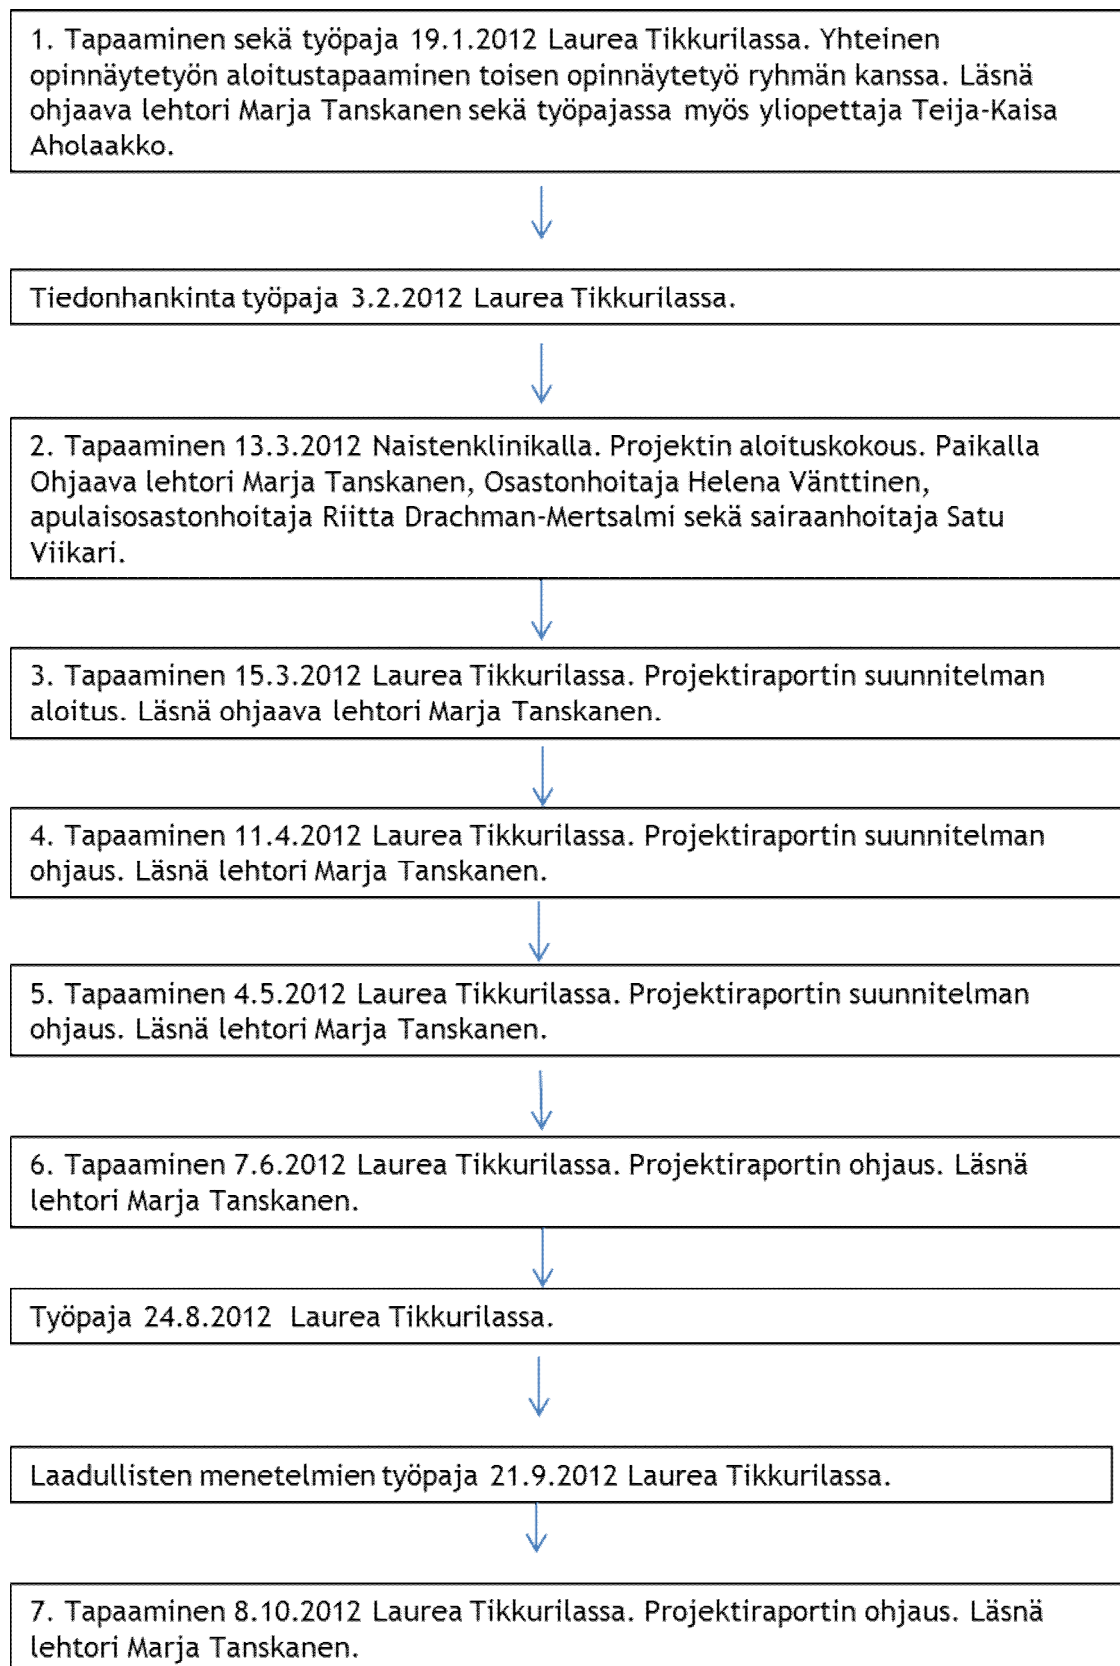 1. Tapaaminen sekä työpaja 19.1.2012 Laurea Tikkurilassa. Yhteinen
opinnäytetyön aloitustapaaminen toisen opinnäytetyö ryhmän kanssa. Läsnä
ohjaava lehtori Marja Tanskanen sekä työpajassa myös yliopettaja Teija-Kaisa
Aholaakko.
Tiedonhankinta työpaja 3.2.2012 Laurea Tikkurilassa.
2. Tapaaminen 13.3.2012 Naistenklinikalla. Projektin aloituskokous. Paikalla
Ohjaava lehtori Marja Tanskanen, Osastonhoitaja Helena Vänttinen,
apulaisosastonhoitaja Riitta Drachman-Mertsalmi sekä sairaanhoitaja Satu
Viikari.
3. Tapaaminen 15.3.2012 Laurea Tikkurilassa. Projektiraportin suunnitelman
aloitus. Läsnä ohjaava lehtori Marja Tanskanen.
4. Tapaaminen 11.4.2012 Laurea Tikkurilassa. Projektiraportin suunnitelman
ohjaus. Läsnä lehtori Marja Tanskanen.
5. Tapaaminen 4.5.2012 Laurea Tikkurilassa. Projektiraportin suunnitelman
ohjaus. Läsnä lehtori Marja Tanskanen.
6. Tapaaminen 7.6.2012 Laurea Tikkurilassa. Projektiraportin ohjaus. Läsnä
lehtori Marja Tanskanen.
Työpaja 24.8.2012 Laurea Tikkurilassa.
Laadullisten menetelmien työpaja 21.9.2012 Laurea Tikkurilassa.
7. Tapaaminen 8.10.2012 Laurea Tikkurilassa. Projektiraportin ohjaus. Läsnä
lehtori Marja Tanskanen.